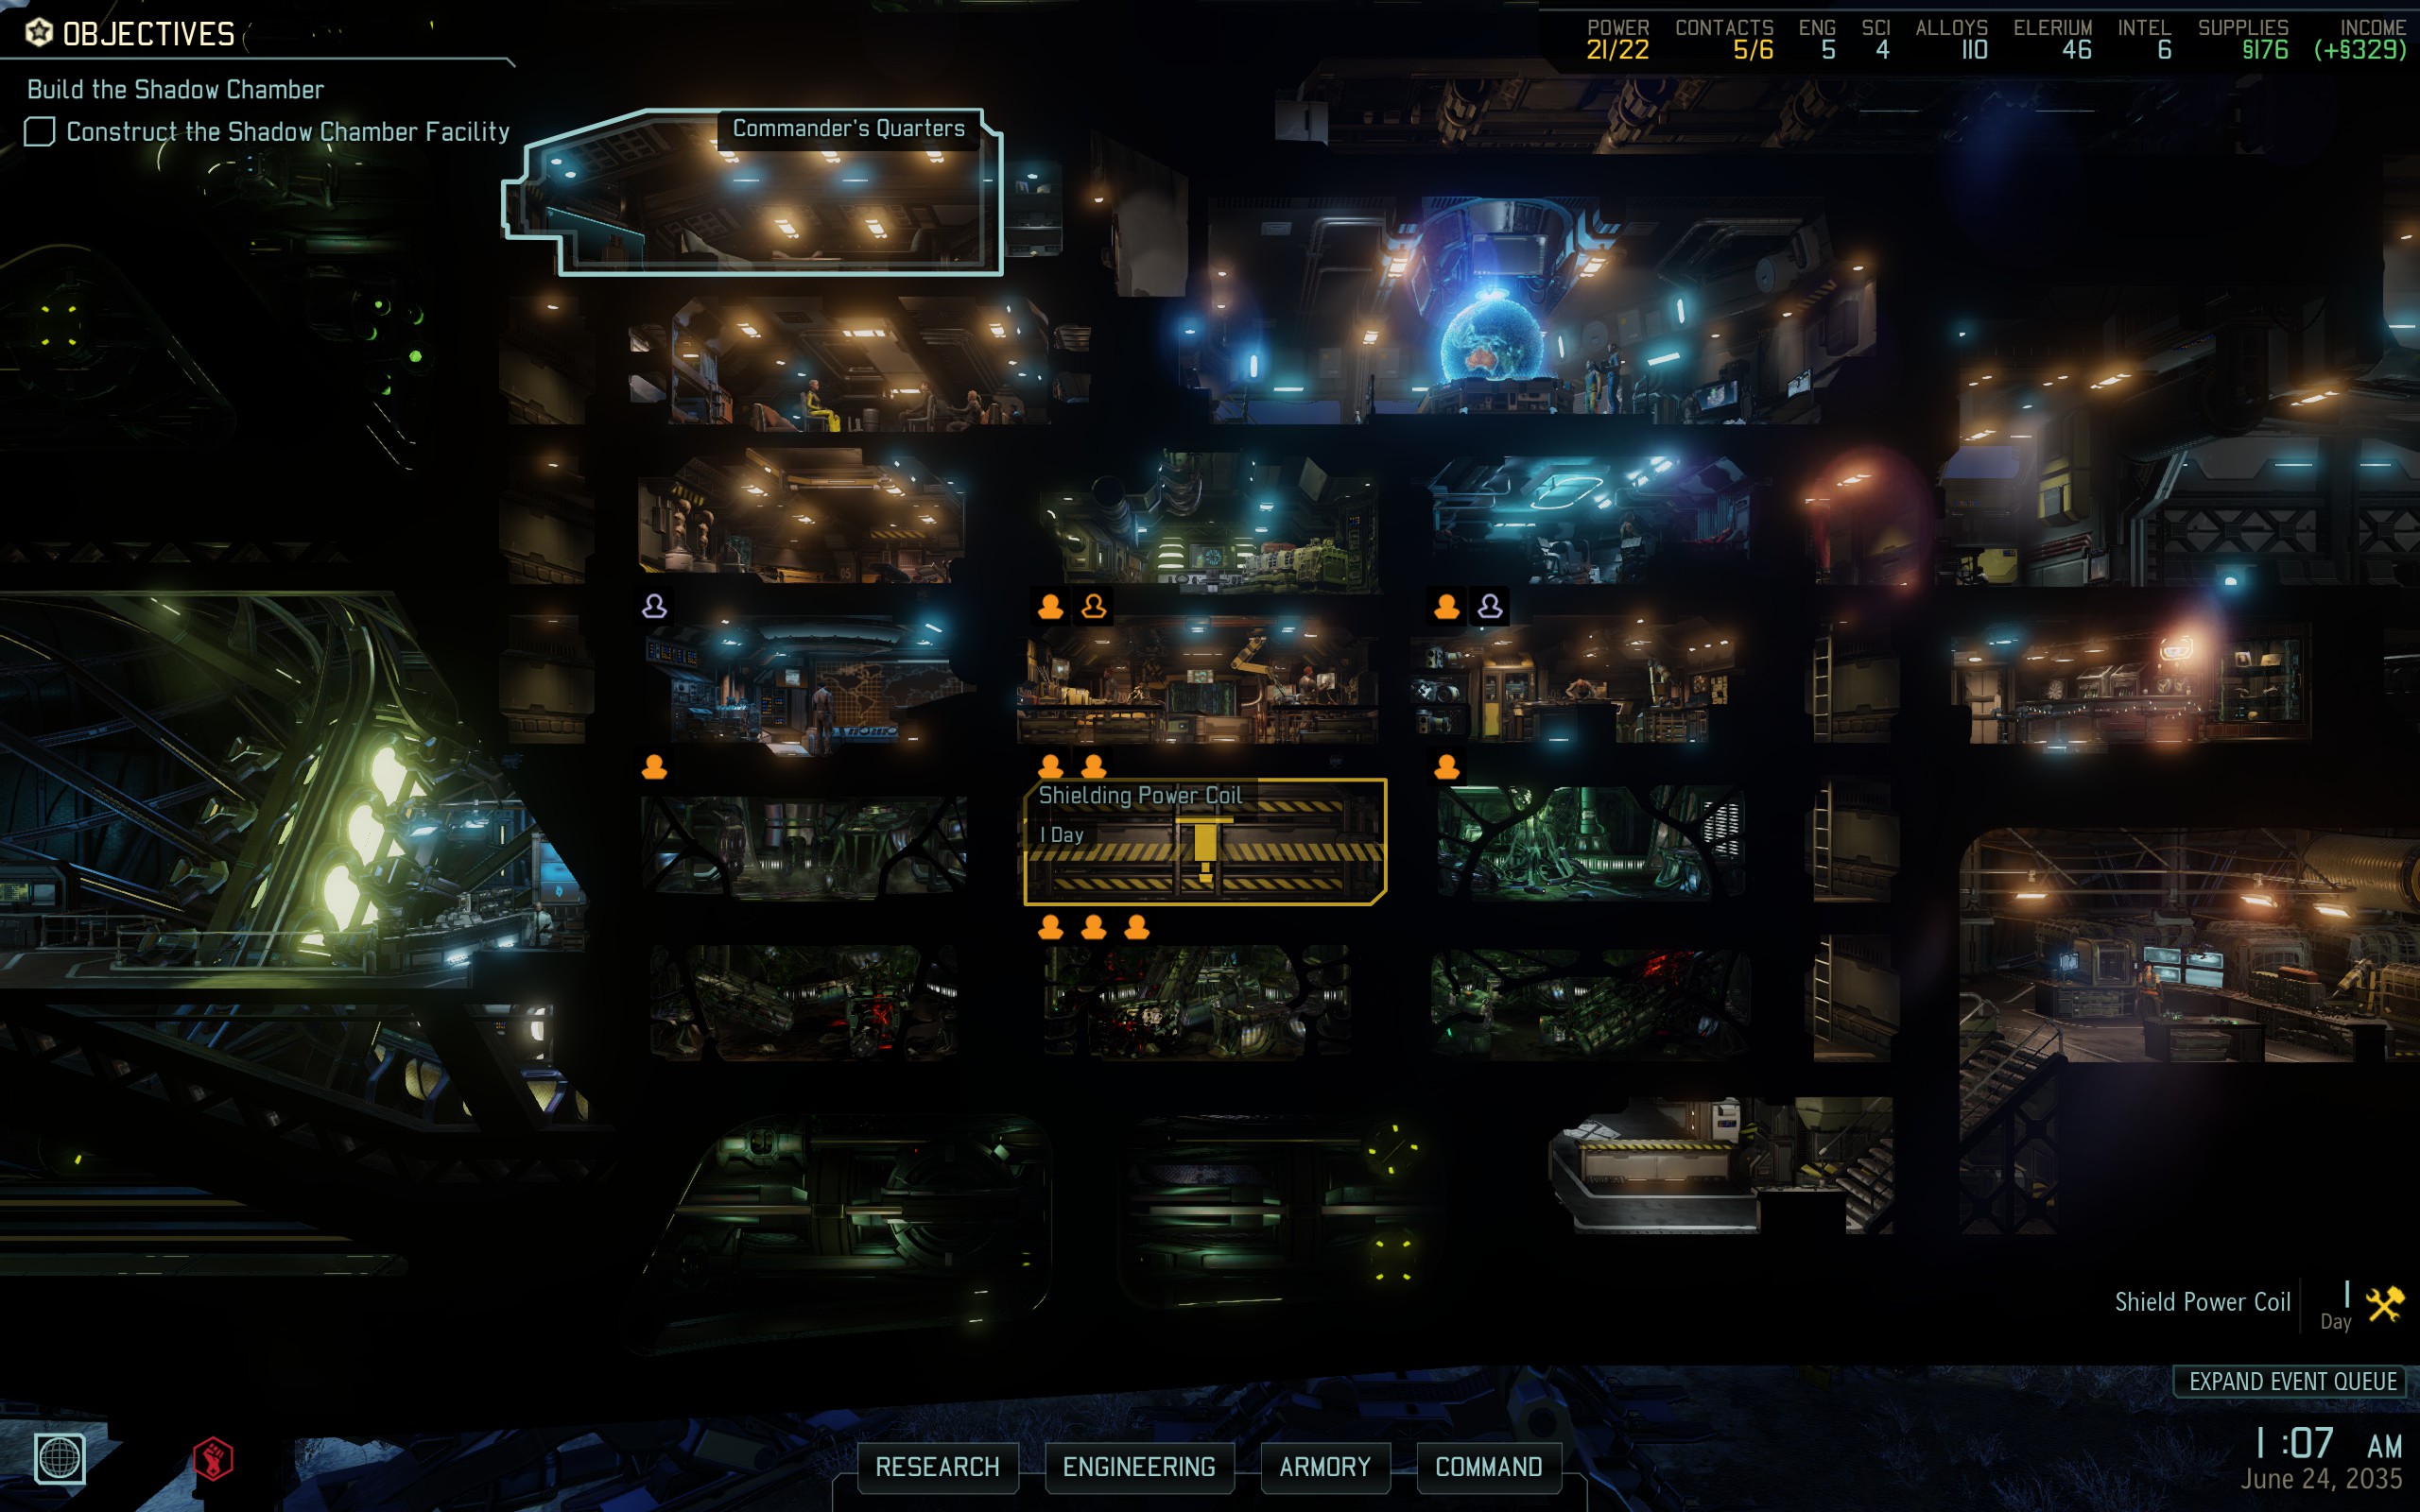 OBJECTIVES
Build the Shadow Chamber
Construct the Shadow Chamber Facility
POWER CONTACTS ENG SCI ALLOYS ELERIUM INTEL SUPPLIES INCOME
21/22 5/6 5 4 110 46 6 §176 (+§329)
Commander's Quarters
Shielding Power Coil
1 Day
Shield Power Coil 1
Day
EXPAND EVENT QUEUE
RESEARCH ENGINEERING ARMORY COMMAND
1:07 AM
June 24, 2035